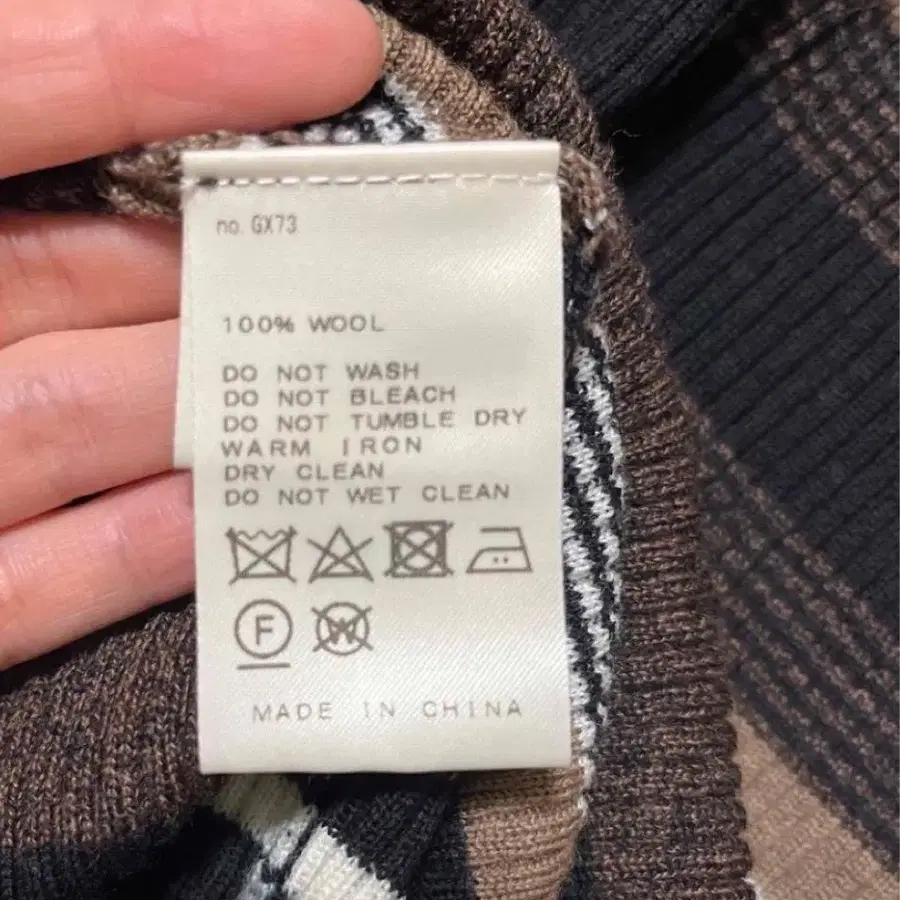 no. GX73
100% WOOL
DO NOT WASH
DO NOT BLEACH
DO NOT TUMBLE DRY
WARM IRON
DRY CLEAN
DO NOT WET CLEAN
F W
MADE IN CHINA